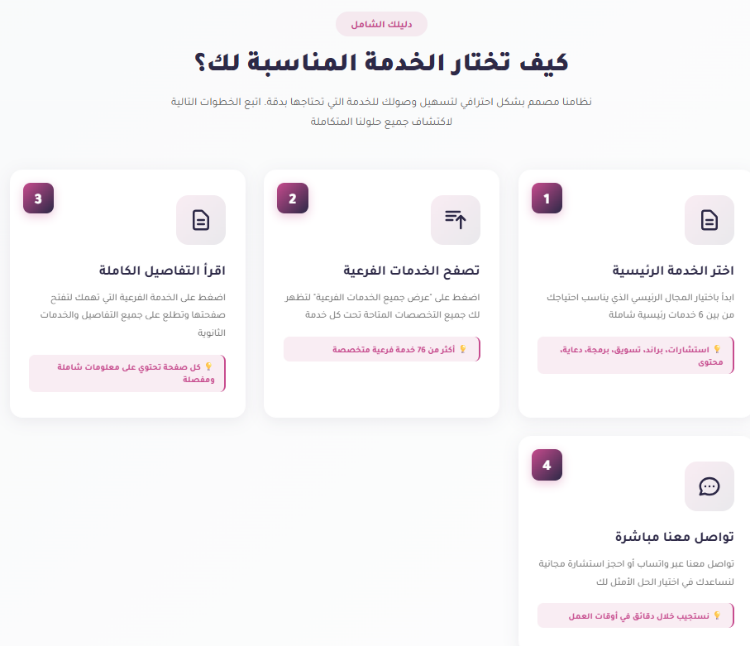 دليلك الشامل
كيف تختار الخدمة المناسبة لك؟
نظامنا مصمم بشكل احترافي لتسهيل وصولك للخدمة التي تحتاجها بدقة. اتبع الخطوات التالية
لاكتشاف جميع حلولنا المتكاملة
1
اختر الخدمة الرئيسية
ابدأ باختيار المجال الرئيسي الذي يناسب احتياجك
من بين 6 خدمات رئيسية شاملة
💡 استشارات، براند، تسويق، برمجة، دعاية،
محتوى
2
تصفح الخدمات الفرعية
اضغط على "عرض جميع الخدمات الفرعية" لتظهر
لك جميع التخصصات المتاحة تحت كل خدمة
💡 أكثر من 76 خدمة فرعية متخصصة
3
اقرأ التفاصيل الكاملة
اضغط على الخدمة الفرعية التي تهمك لتفتح
صفحتها وتطلع على جميع التفاصيل والخدمات
الثانوية
💡 كل صفحة تحتوي على معلومات شاملة
ومفصلة
4
تواصل معنا مباشرة
تواصل معنا عبر واتساب أو احجز استشارة مجانية
لنساعدك في اختيار الحل الأمثل لك
💡 نستجيب خلال دقائق في أوقات العمل